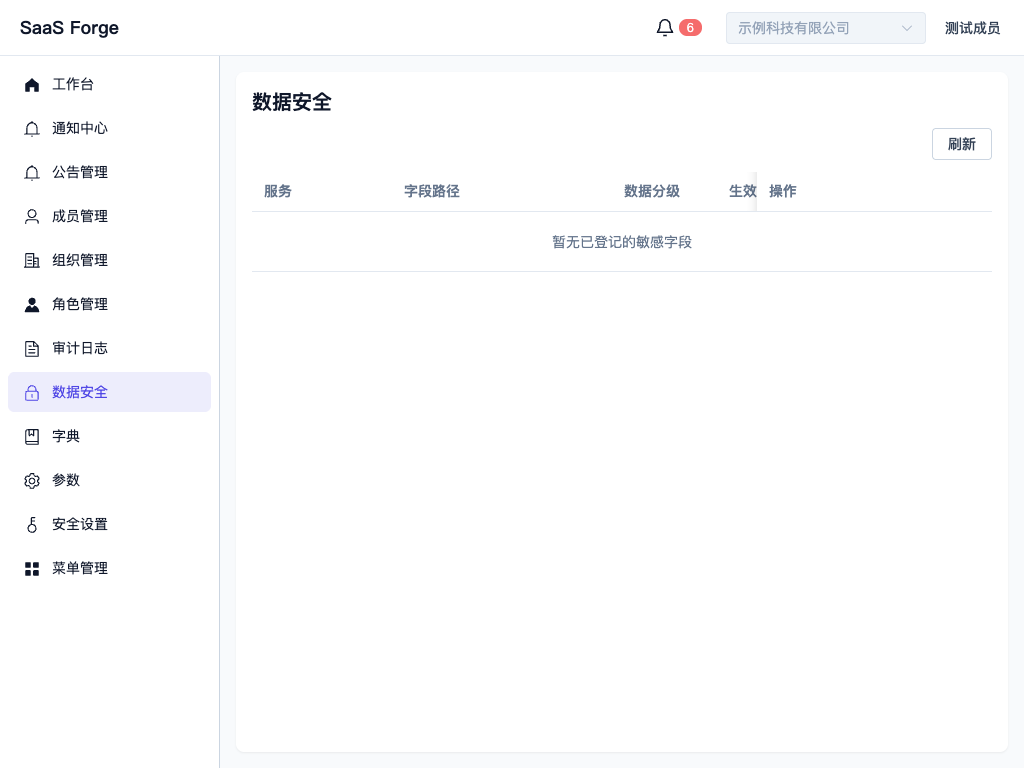 SaaS Forge
6
示例科技有限公司
测试成员
工作台
通知中心
公告管理
成员管理
组织管理
角色管理
审计日志
数据安全
字典
参数
安全设置
菜单管理
数据安全
刷新
服务 字段路径 数据分级 生效 操作
暂无已登记的敏感字段